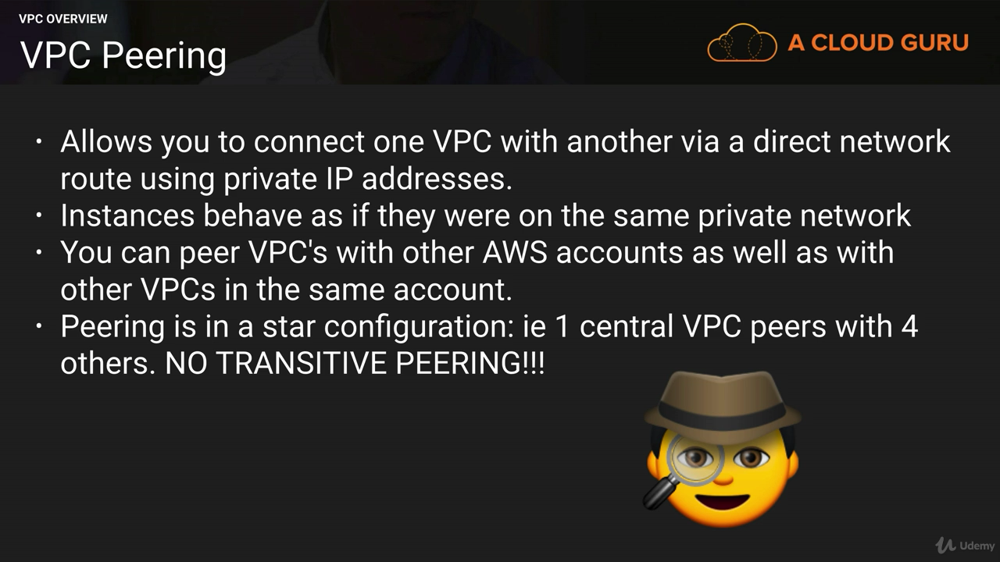 VPC OVERVIEW
VPC Peering
A CLOUD GURU
• Allows you to connect one VPC with another via a direct network
route using private IP addresses.
• Instances behave as if they were on the same private network
• You can peer VPC's with other AWS accounts as well as with
other VPCs in the same account.
• Peering is in a star configuration: ie 1 central VPC peers with 4
others. NO TRANSITIVE PEERING!!!
Udemy